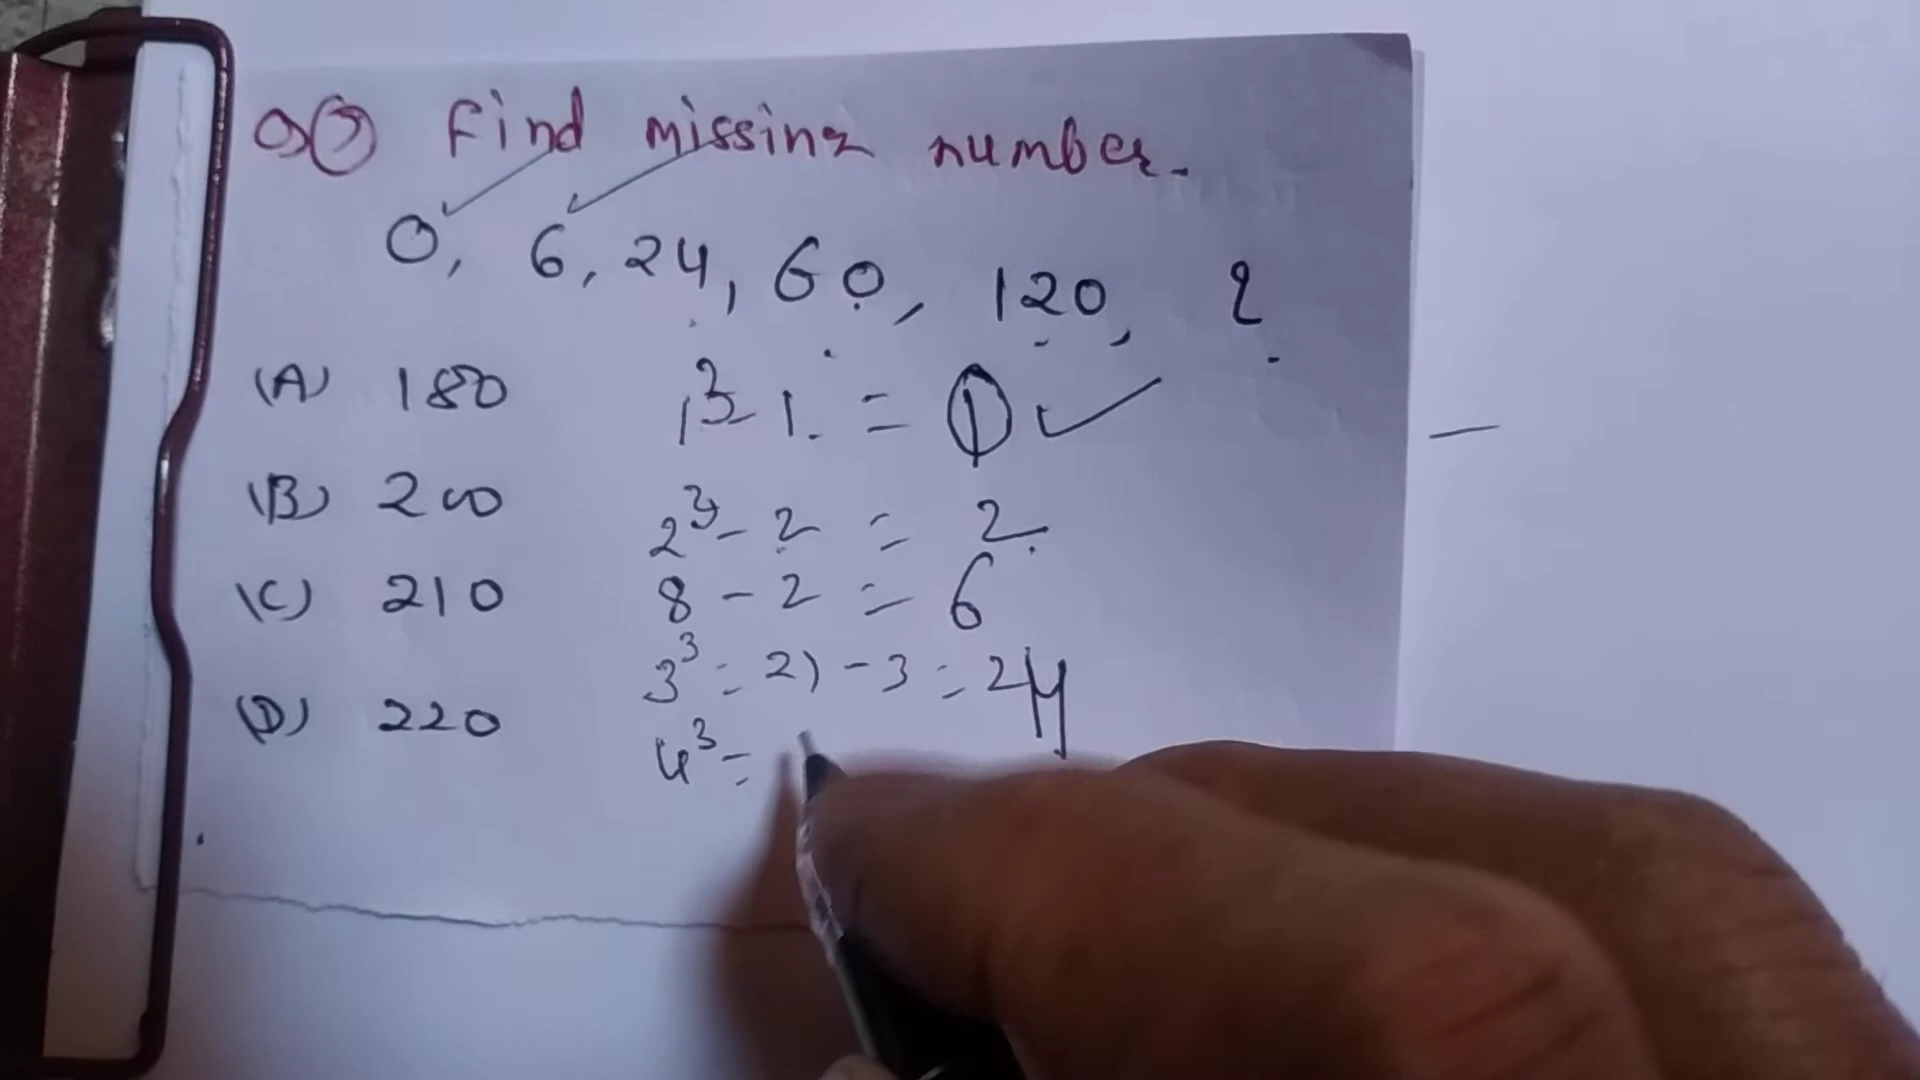 Q(7) Find missing number.
0, 6, 24, 60, 120, ?
(A) 180
(B) 200
(C) 210
(D) 220
1³ - 1. = 0 ✓
2³ - 2 = 2
8 - 2 = 6
3³ = 27 - 3 = 24
4³ =